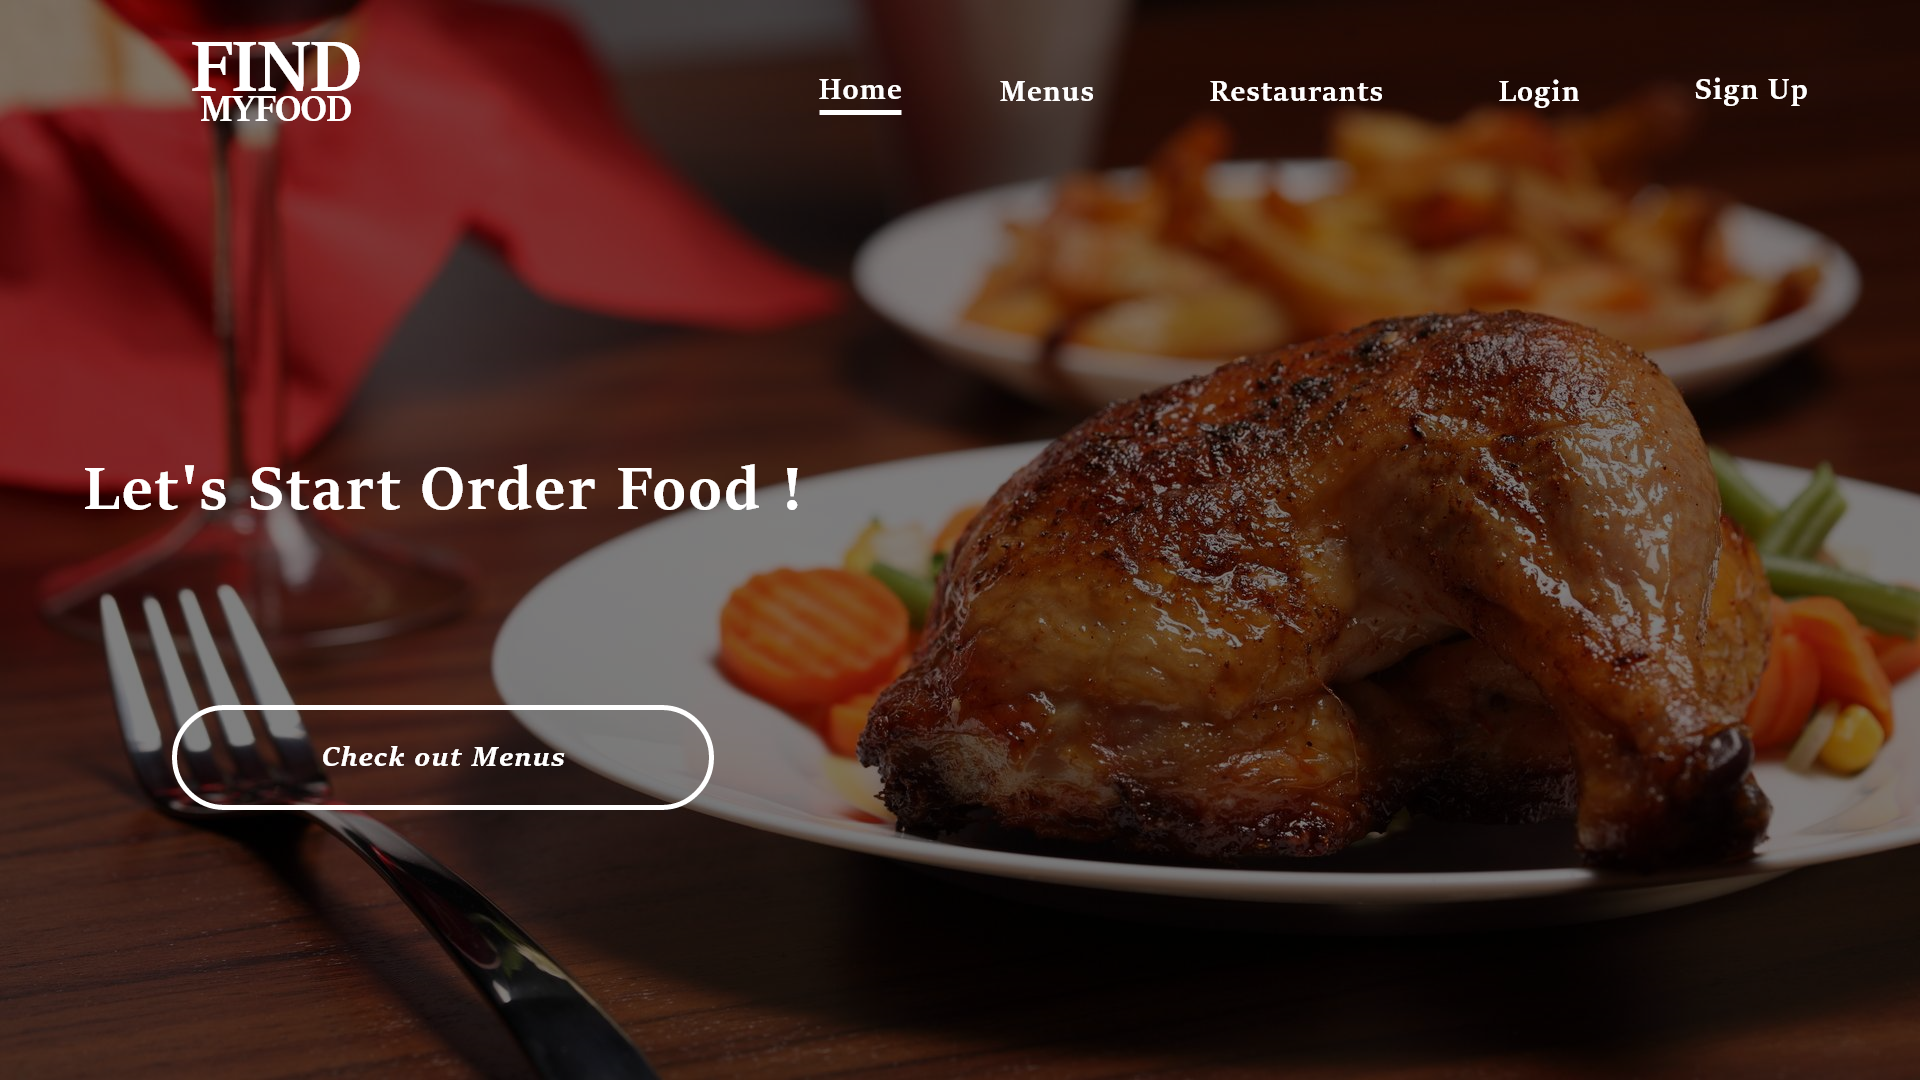 FIND
MYFOOD
Home Menus Restaurants Login Sign Up
Let's Start Order Food !
Check out Menus